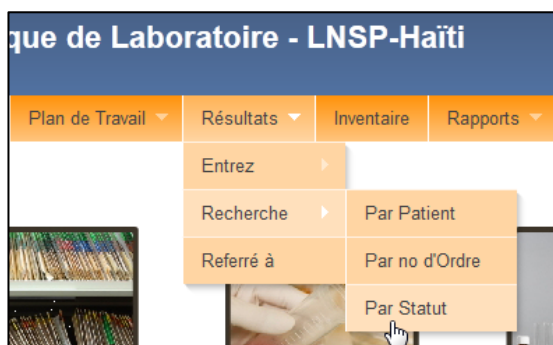 que de Laboratoire - LNSP-Haïti
Plan de Travail Résultats Inventaire Rapports
Entrez
Recherche Par Patient
Referré à Par no d'Ordre
Par Statut